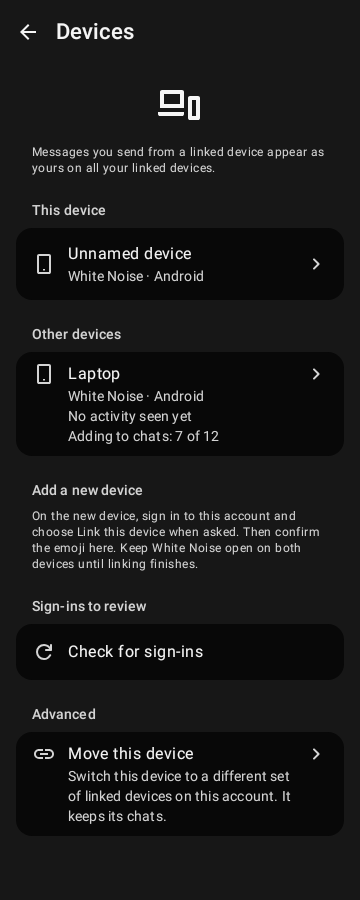 Devices
Messages you send from a linked device appear as
yours on all your linked devices.
This device
Unnamed device
White Noise · Android
Other devices
Laptop
White Noise · Android
No activity seen yet
Adding to chats: 7 of 12
Add a new device
On the new device, sign in to this account and
choose Link this device when asked. Then confirm
the emoji here. Keep White Noise open on both
devices until linking finishes.
Sign-ins to review
Check for sign-ins
Advanced
Move this device
Switch this device to a different set
of linked devices on this account. It
keeps its chats.